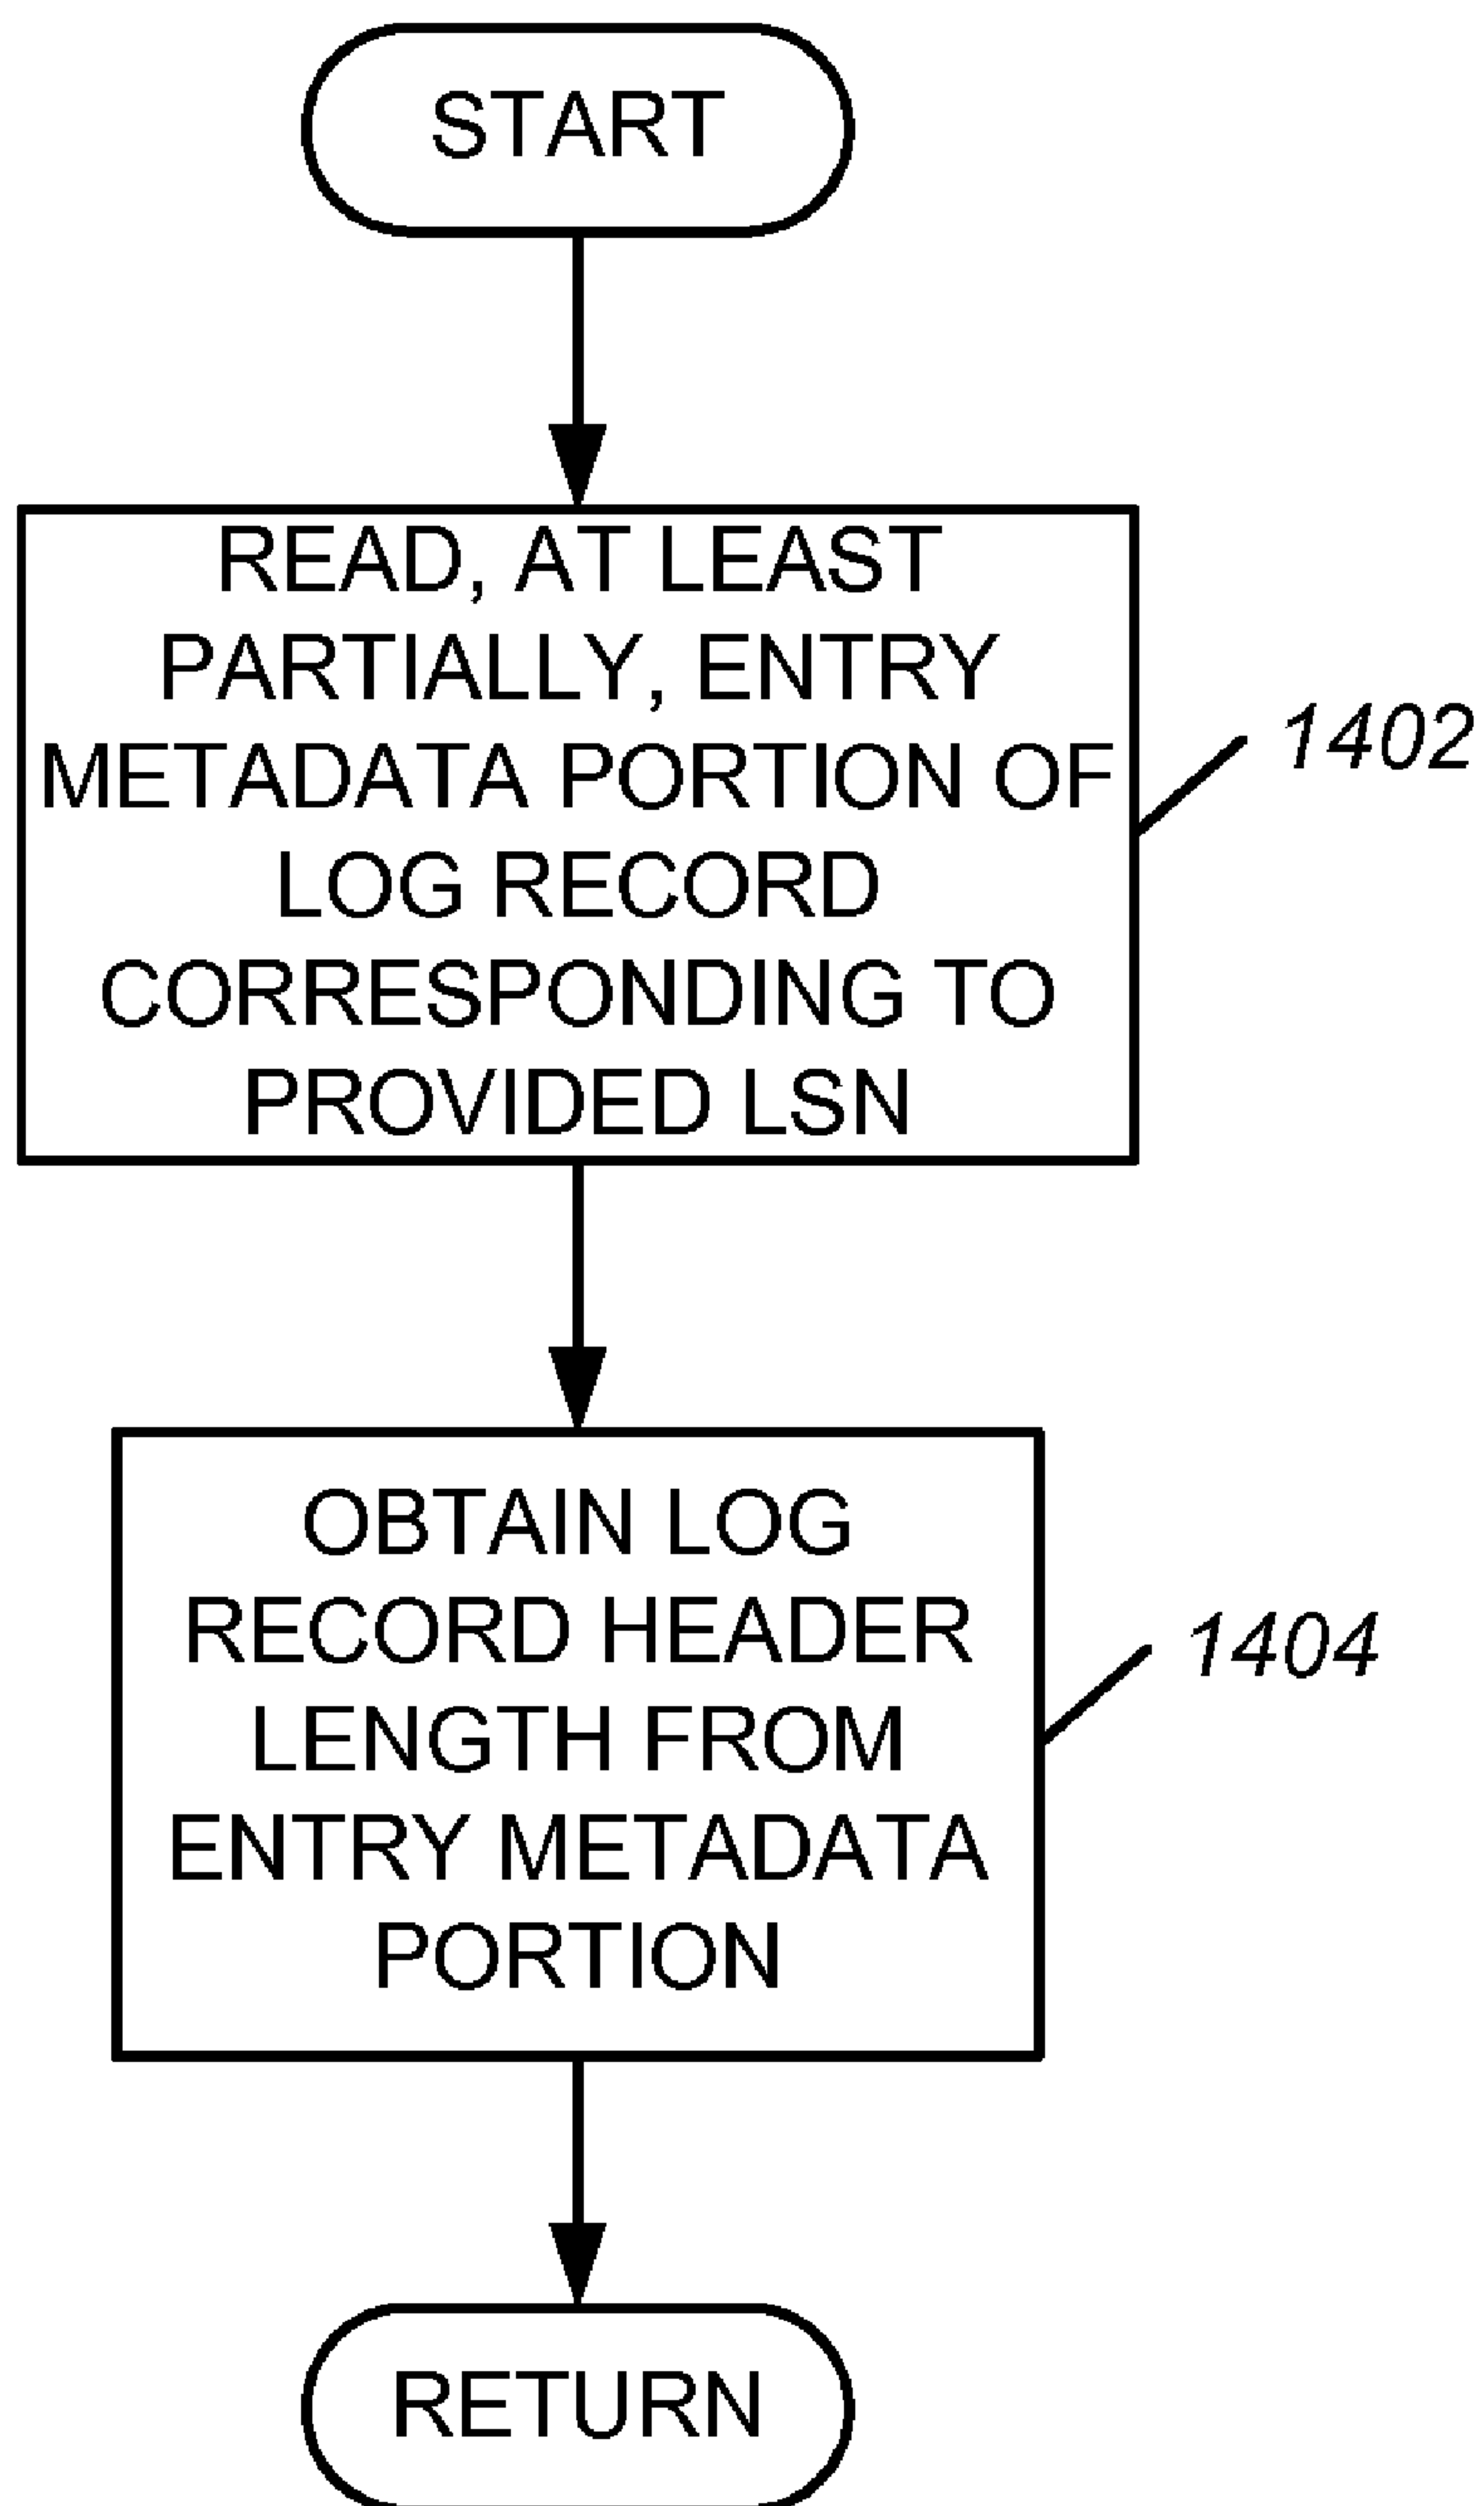 START
READ, AT LEAST
PARTIALLY, ENTRY
METADATA PORTION OF
LOG RECORD
CORRESPONDING TO
PROVIDED LSN
1402
OBTAIN LOG
RECORD HEADER
LENGTH FROM
ENTRY METADATA
PORTION
1404
RETURN